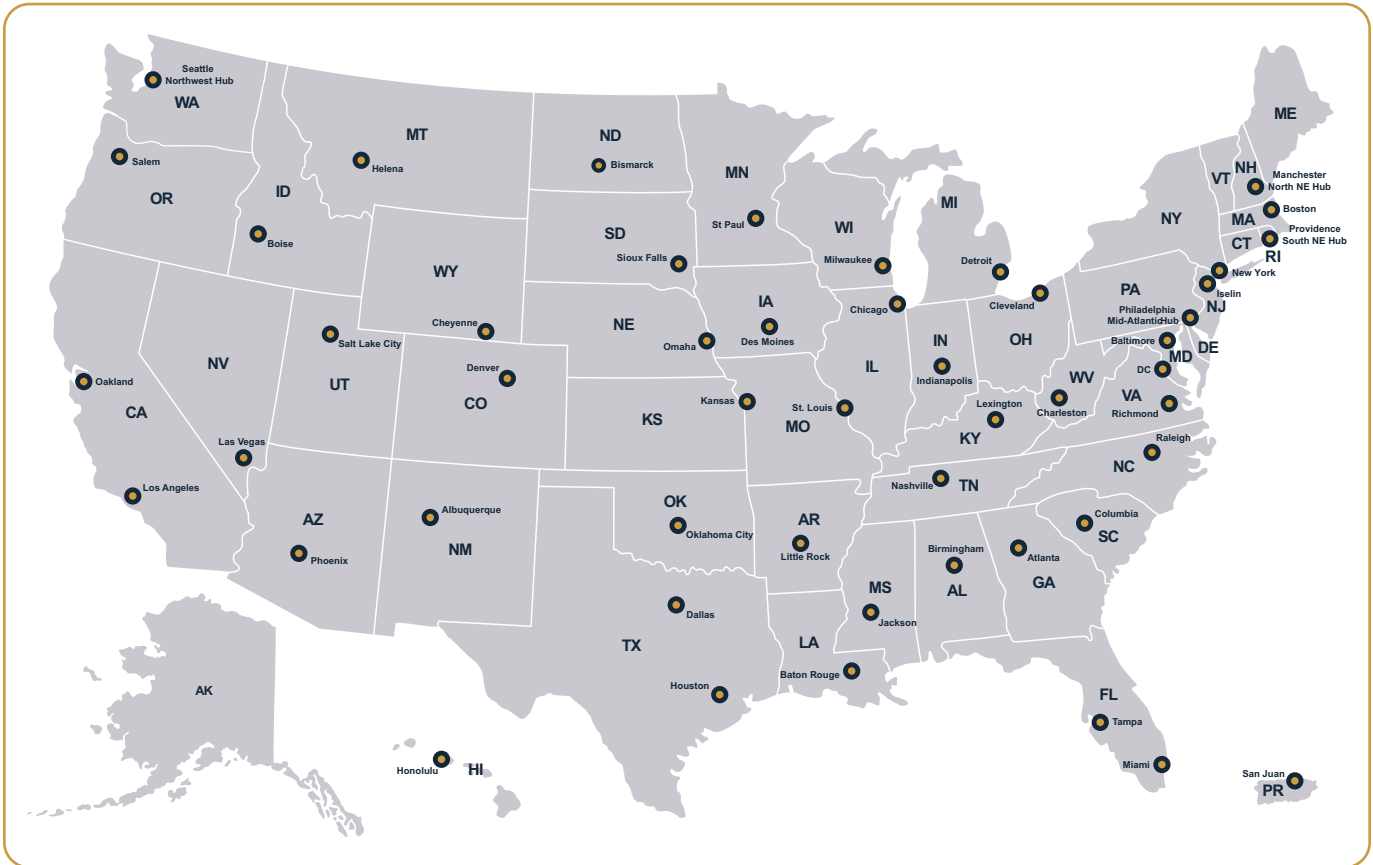 Seattle
Northwest Hub
WA
Salem
OR
ID
Boise
MT
Helena
ND
Bismarck
MN
St Paul
SD
Sioux Falls
WI
Milwaukee
MI
Detroit
ME
VT
NH
Manchester
North NE Hub
NY
MA
Boston
CT
Providence
South NE Hub
RI
New York
Iselin
NJ
PA
Philadelphia
Mid-AtlanticHub
Baltimore
MD
DE
DC
WY
Cheyenne
NE
Omaha
IA
Des Moines
Chicago
IL
IN
Indianapolis
OH
Cleveland
WV
Charleston
VA
Richmond
NV
Las Vegas
Salt Lake City
UT
Denver
CO
KS
Kansas
St. Louis
MO
Lexington
KY
Raleigh
NC
Oakland
CA
Los Angeles
AZ
Phoenix
Albuquerque
NM
OK
Oklahoma City
AR
Little Rock
Nashville
TN
Columbia
SC
Birmingham
AL
Atlanta
GA
MS
Jackson
Dallas
TX
Houston
LA
Baton Rouge
FL
Tampa
Miami
AK
Honolulu
HI
San Juan
PR